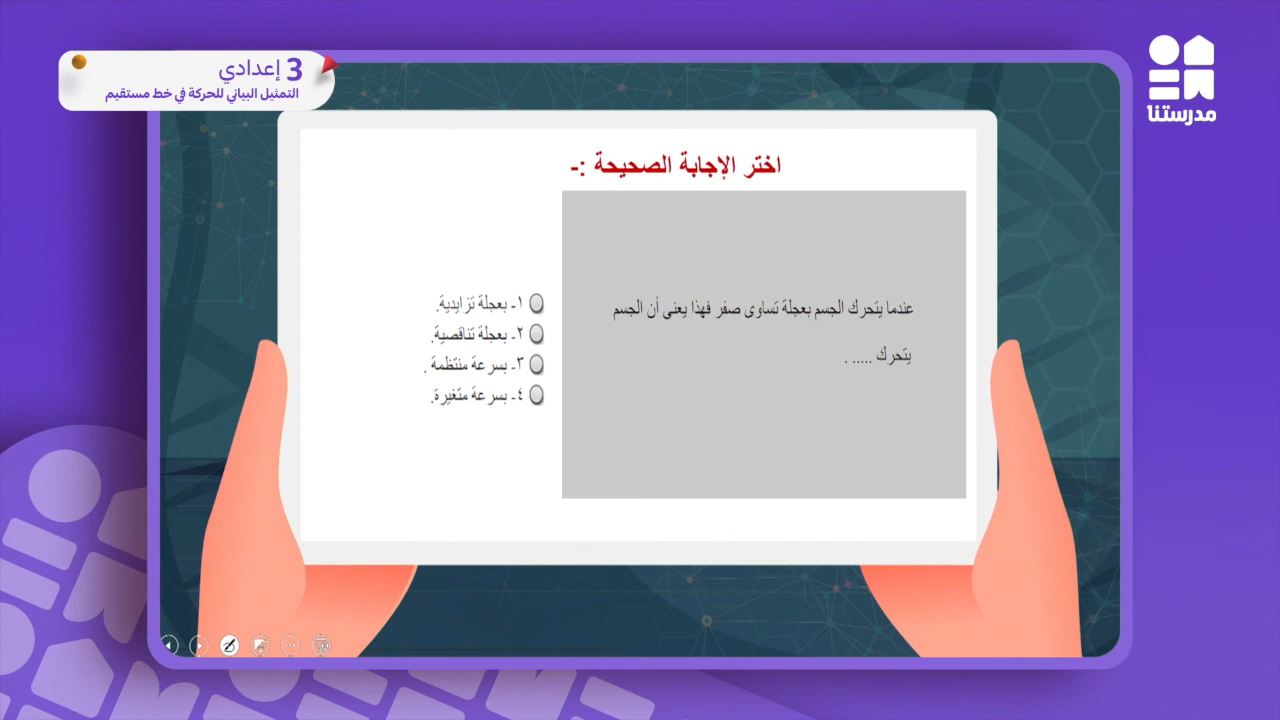 3 إعدادي
التمثيل البياني للحركة في خط مستقيم
مدرستنا
اختر الإجابة الصحيحة :-
عندما يتحرك الجسم بعجلة تساوى صفر فهذا يعنى أن الجسم
يتحرك ..... .
١- بعجلة تزايدية.
٢- بعجلة تناقصية.
٣- بسرعة منتظمة .
٤- بسرعة متغيرة.